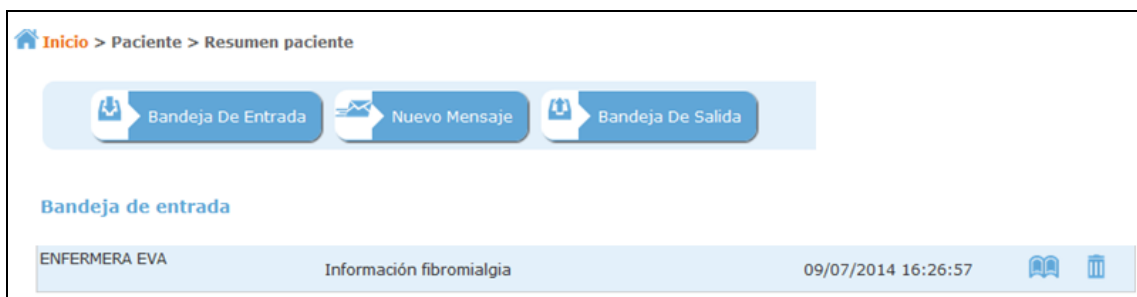 Inicio > Paciente > Resumen paciente
Bandeja De Entrada Nuevo Mensaje Bandeja De Salida
Bandeja de entrada
ENFERMERA EVA Información fibromialgia 09/07/2014 16:26:57